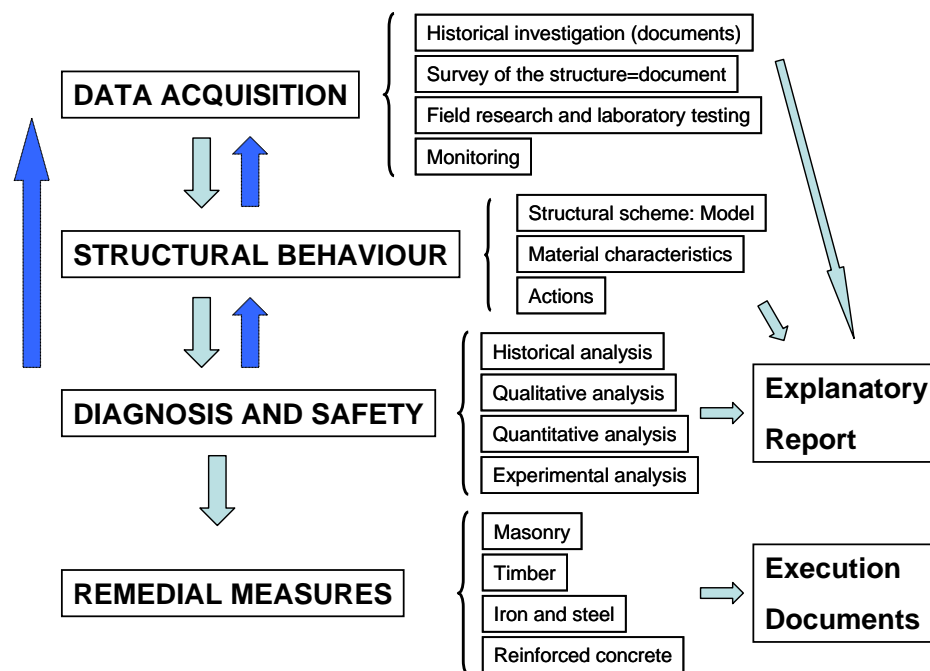 DATA ACQUISITION
Historical investigation (documents)
Survey of the structure=document
Field research and laboratory testing
Monitoring
STRUCTURAL BEHAVIOUR
Structural scheme: Model
Material characteristics
Actions
DIAGNOSIS AND SAFETY
Historical analysis
Qualitative analysis
Quantitative analysis
Experimental analysis
Explanatory
Report
REMEDIAL MEASURES
Masonry
Timber
Iron and steel
Reinforced concrete
Execution
Documents